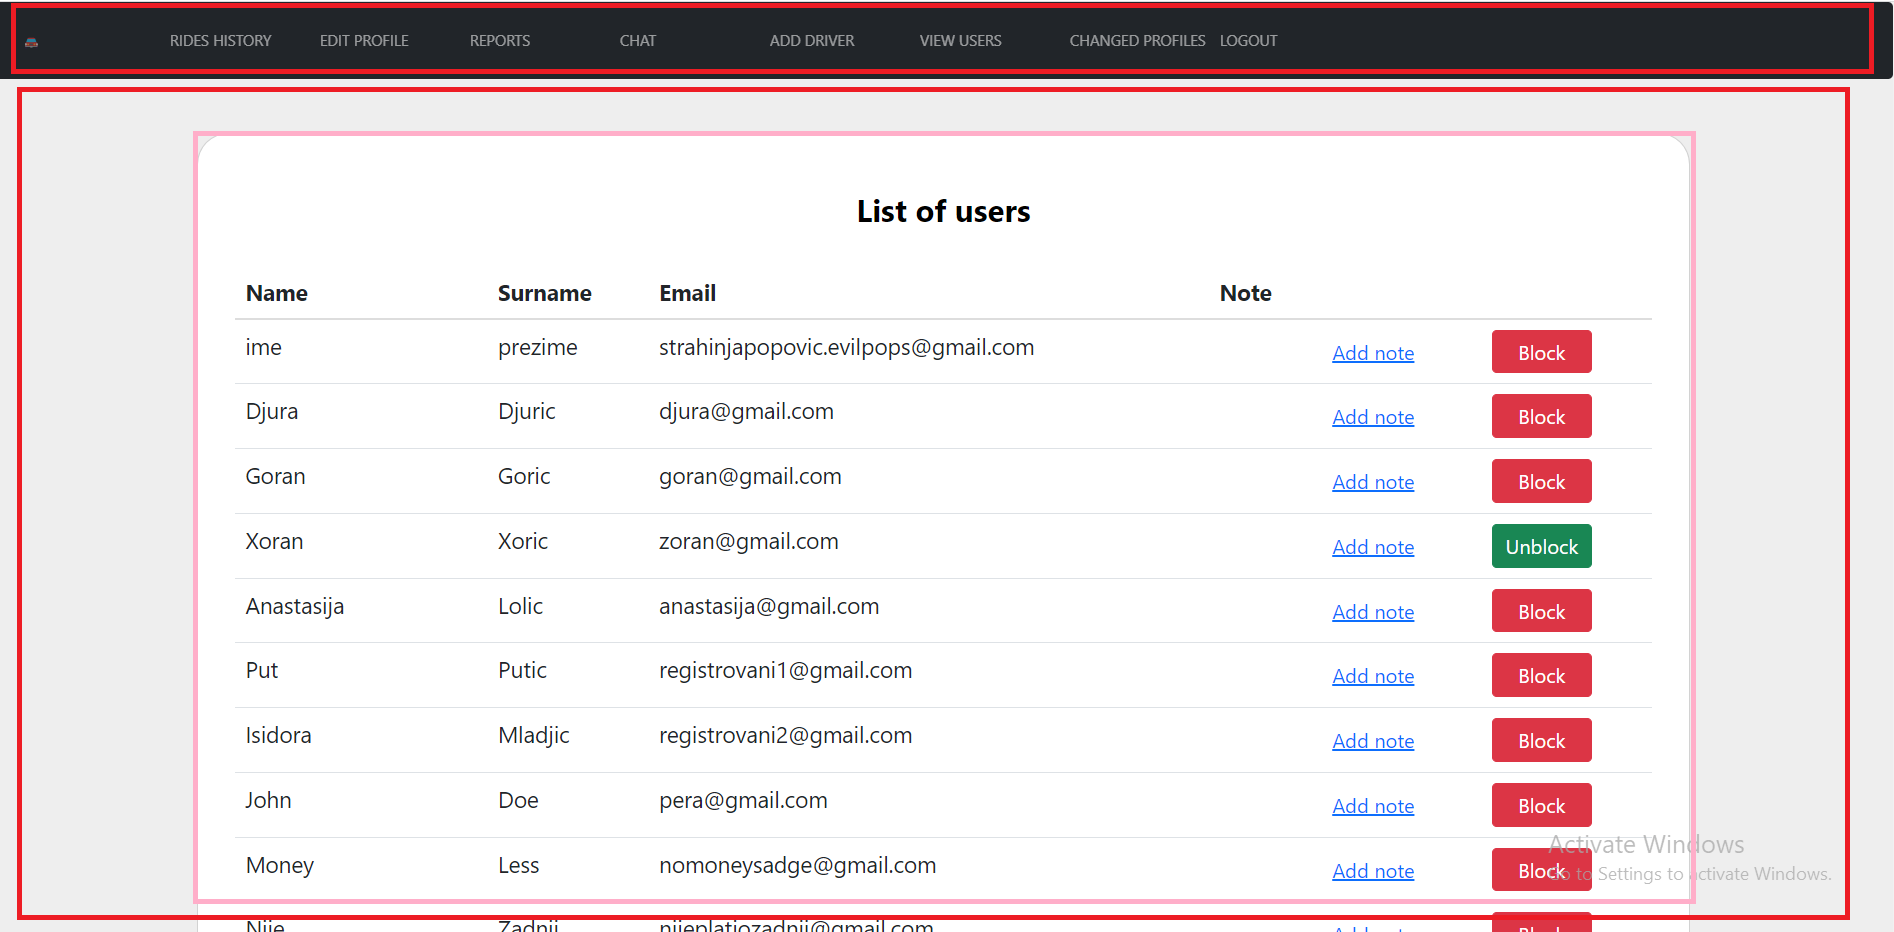 RIDES HISTORY EDIT PROFILE REPORTS CHAT ADD DRIVER VIEW USERS CHANGED PROFILES LOGOUT
List of users
Name Surname Email Note
ime prezime strahinjapopovic.evilpops@gmail.com Add note Block
Djura Djuric djura@gmail.com Add note Block
Goran Goric goran@gmail.com Add note Block
Xoran Xoric zoran@gmail.com Add note Unblock
Anastasija Lolic anastasija@gmail.com Add note Block
Put Putic registrovani1@gmail.com Add note Block
Isidora Mladjic registrovani2@gmail.com Add note Block
John Doe pera@gmail.com Add note Block
Activate Windows
Money Less nomoneysadge@gmail.com Add note Block
Go to Settings to activate Windows.
Nije Zadnji nijeplatiozadnji@gmail.com Add note Block